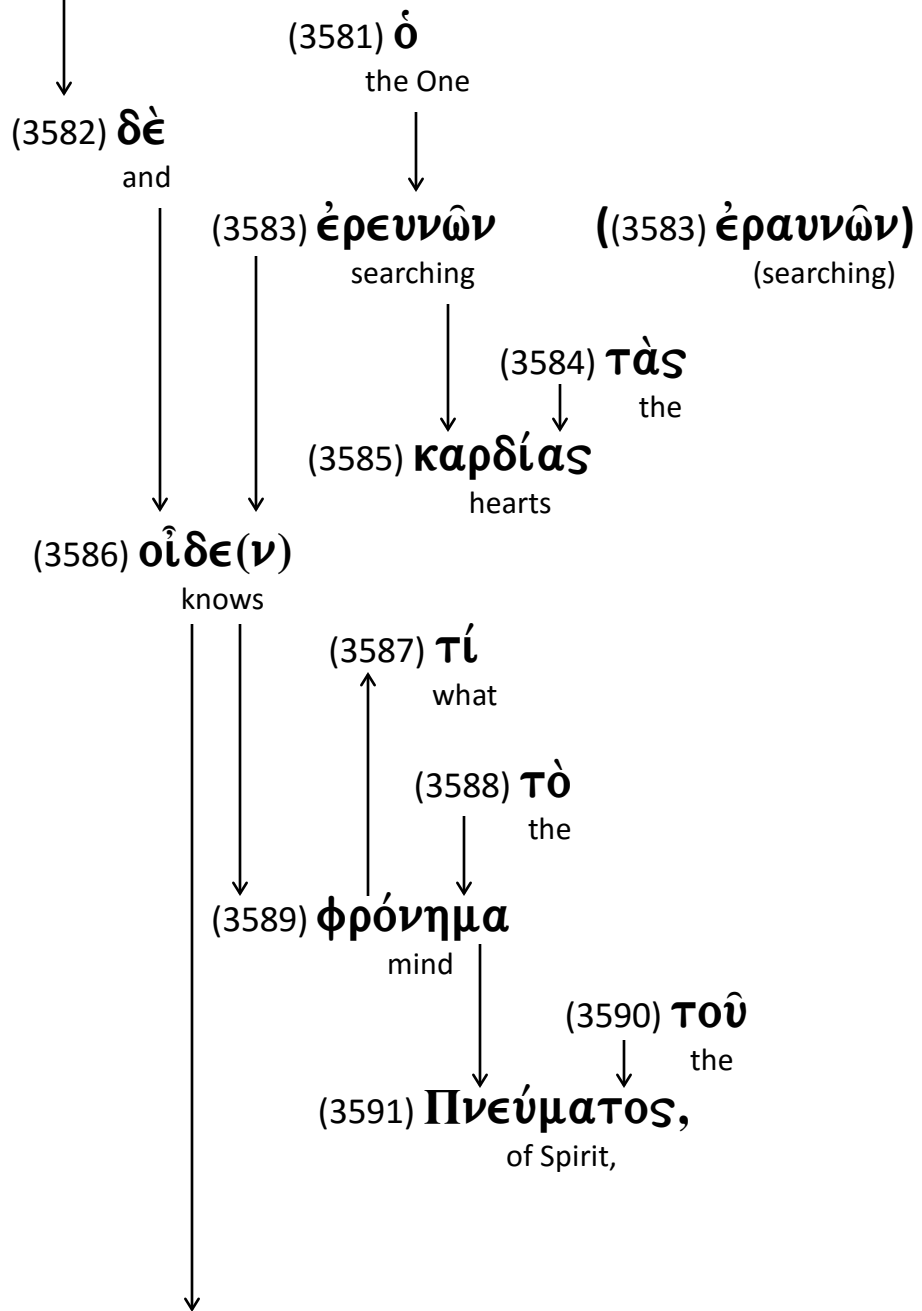 (3581) ὁ
the One
(3582) δὲ
and
(3583) ἐρευνῶν ((3583) ἐραυνῶν)
searching (searching)
(3584) τὰς
the
(3585) καρδίας
hearts
(3586) οἶδε(ν)
knows
(3587) τί
what
(3588) τὸ
the
(3589) φρόνημα
mind
(3590) τοῦ
the
(3591) Πνεύματος,
of Spirit,